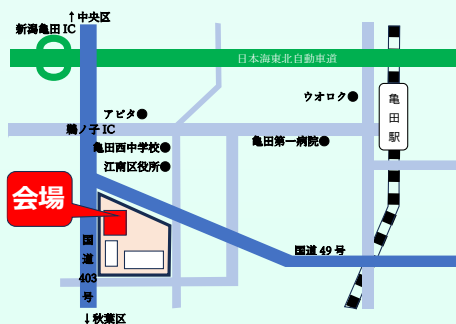 ↑中央区
新潟亀田IC
日本海東北自動車道
ウオロク●
亀田駅
アピタ●
鵜ノ子IC
亀田西中学校●
亀田第一病院●
江南区役所●
会場
国道403号
国道49号
↓秋葉区